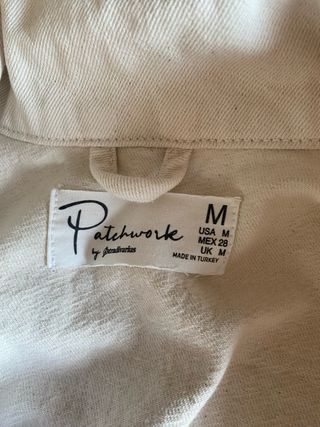 Patchwork
by Stradivarius
M
USA M
MEX 28
UK M
MADE IN TURKEY